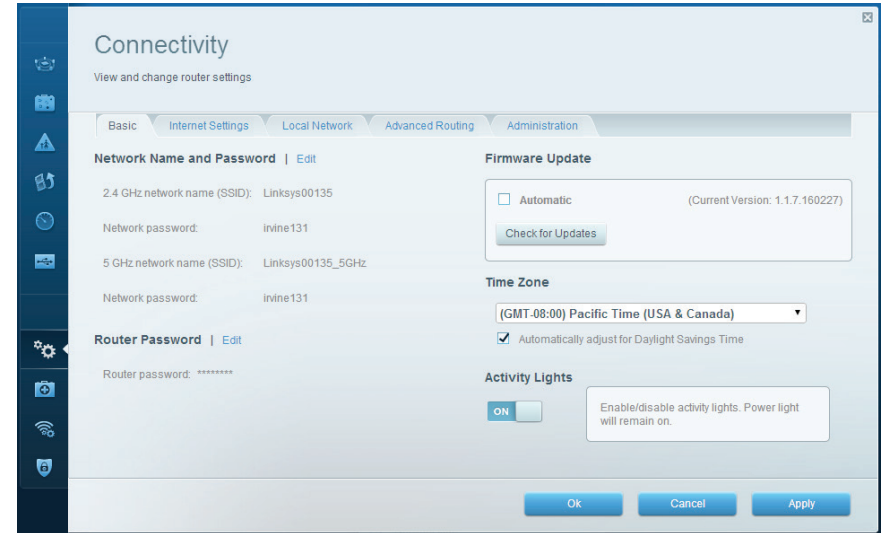 Connectivity
View and change router settings
Basic
Internet Settings
Local Network
Advanced Routing
Administration
Network Name and Password | Edit
2.4 GHz network name (SSID): Linksys00135
Network password: irvine131
5 GHz network name (SSID): Linksys00135_5GHz
Network password: irvine131
Router Password | Edit
Router password: ********
Firmware Update
Automatic (Current Version: 1.1.7.160227)
Check for Updates
Time Zone
(GMT-08:00) Pacific Time (USA & Canada)
Automatically adjust for Daylight Savings Time
Activity Lights
ON
Enable/disable activity lights. Power light
will remain on.
Ok
Cancel
Apply